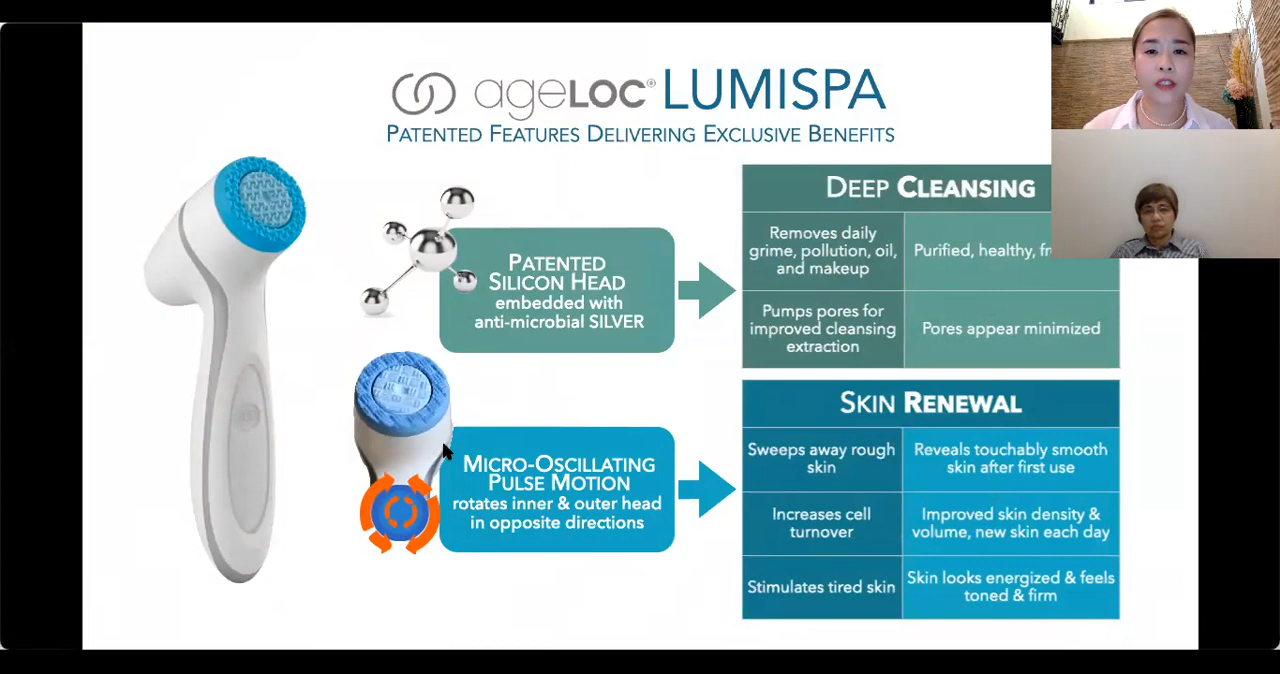 ageLOC® LUMISPA
PATENTED FEATURES DELIVERING EXCLUSIVE BENEFITS
PATENTED
SILICON HEAD
embedded with
anti-microbial SILVER
DEEP CLEANSING
Removes daily
grime, pollution, oil,
and makeup
Purified, healthy,
Pumps pores for
improved cleansing
extraction
Pores appear minimized
MICRO-OSCILLATING
PULSE MOTION
rotates inner & outer head
in opposite directions
SKIN RENEWAL
Sweeps away rough
skin
Reveals touchably smooth
skin after first use
Increases cell
turnover
Improved skin density &
volume, new skin each day
Stimulates tired skin
Skin looks energized & feels
toned & firm